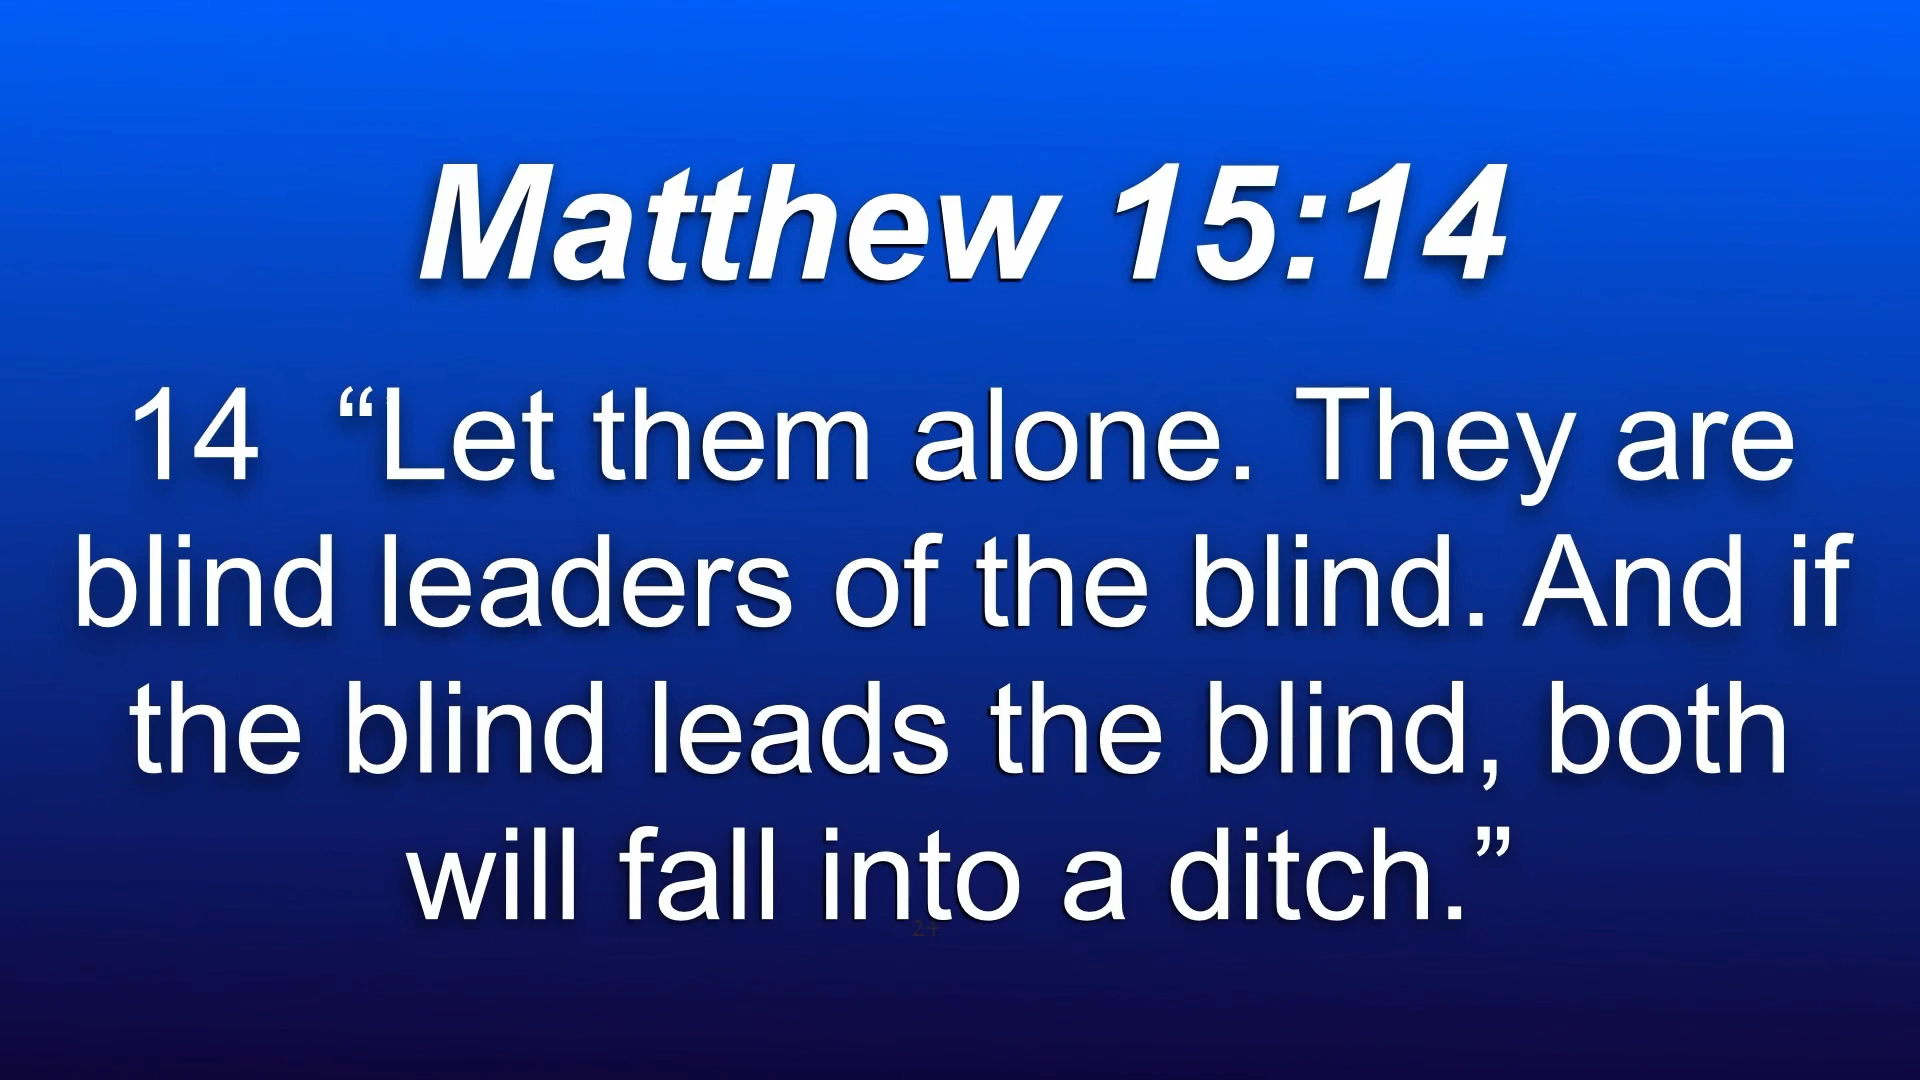 Matthew 15:14
14 “Let them alone. They are
blind leaders of the blind. And if
the blind leads the blind, both
will fall into a ditch.”
24